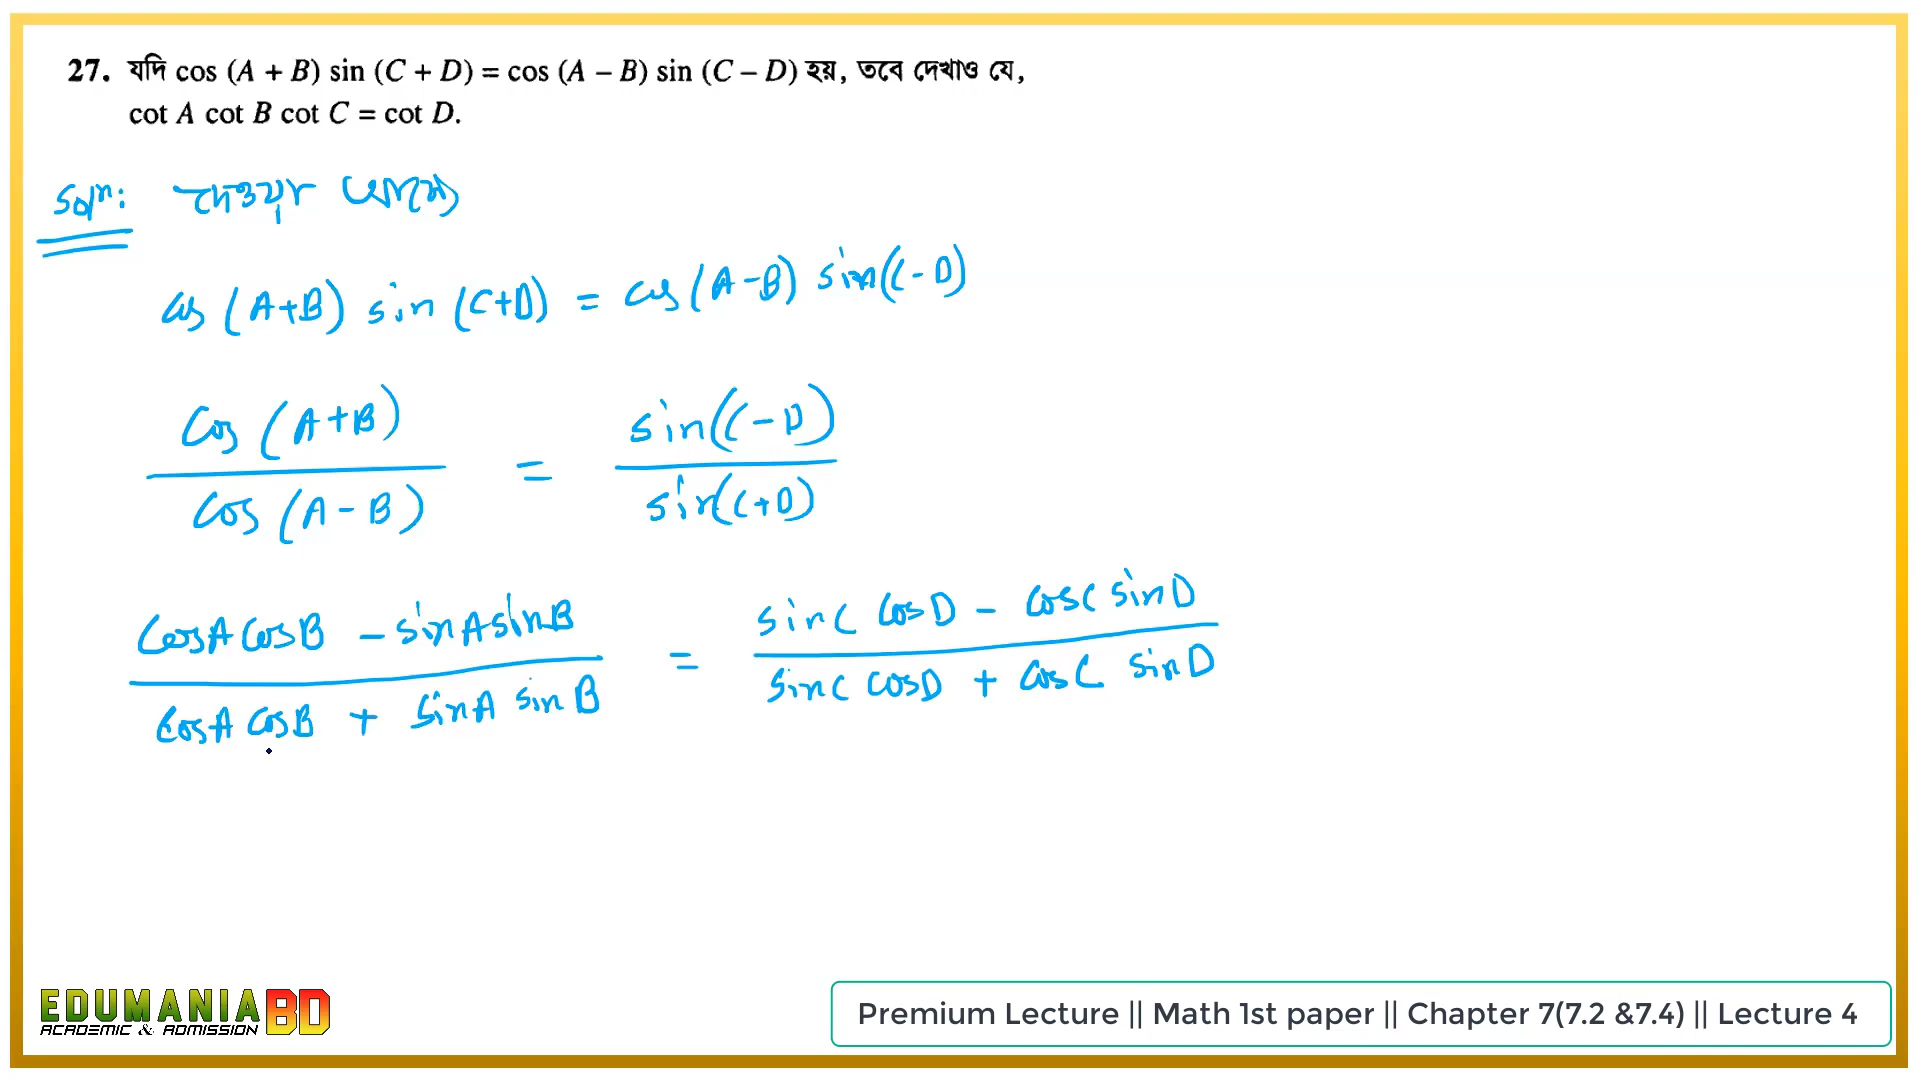 27. যদি cos (A + B) sin (C + D) = cos (A – B) sin (C – D) হয়, তবে দেখাও যে,
cot A cot B cot C = cot D.
Solⁿ: দেওয়া আছে
cos (A+B) sin (C+D) = cos (A-B) sin (C-D)
cos (A+B) / cos (A-B) = sin (C-D) / sin (C+D)
cosA cosB - sinA sinB / cosA cosB + sinA sinB = sinC cosD - cosC sinD / sinC cosD + cosC sinD
EDUMANIA BD
ACADEMIC & ADMISSION
Premium Lecture || Math 1st paper || Chapter 7(7.2 &7.4) || Lecture 4